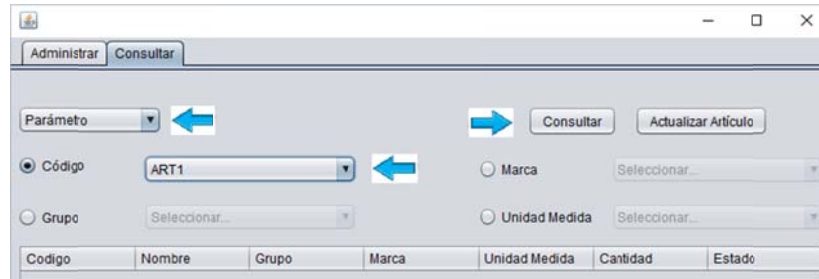 Administrar Consultar
Parámetro Consultar Actualizar Artículo
Código ART1 Marca Seleccionar...
Grupo Seleccionar... Unidad Medida Seleccionar...
Codigo Nombre Grupo Marca Unidad Medida Cantidad Estado